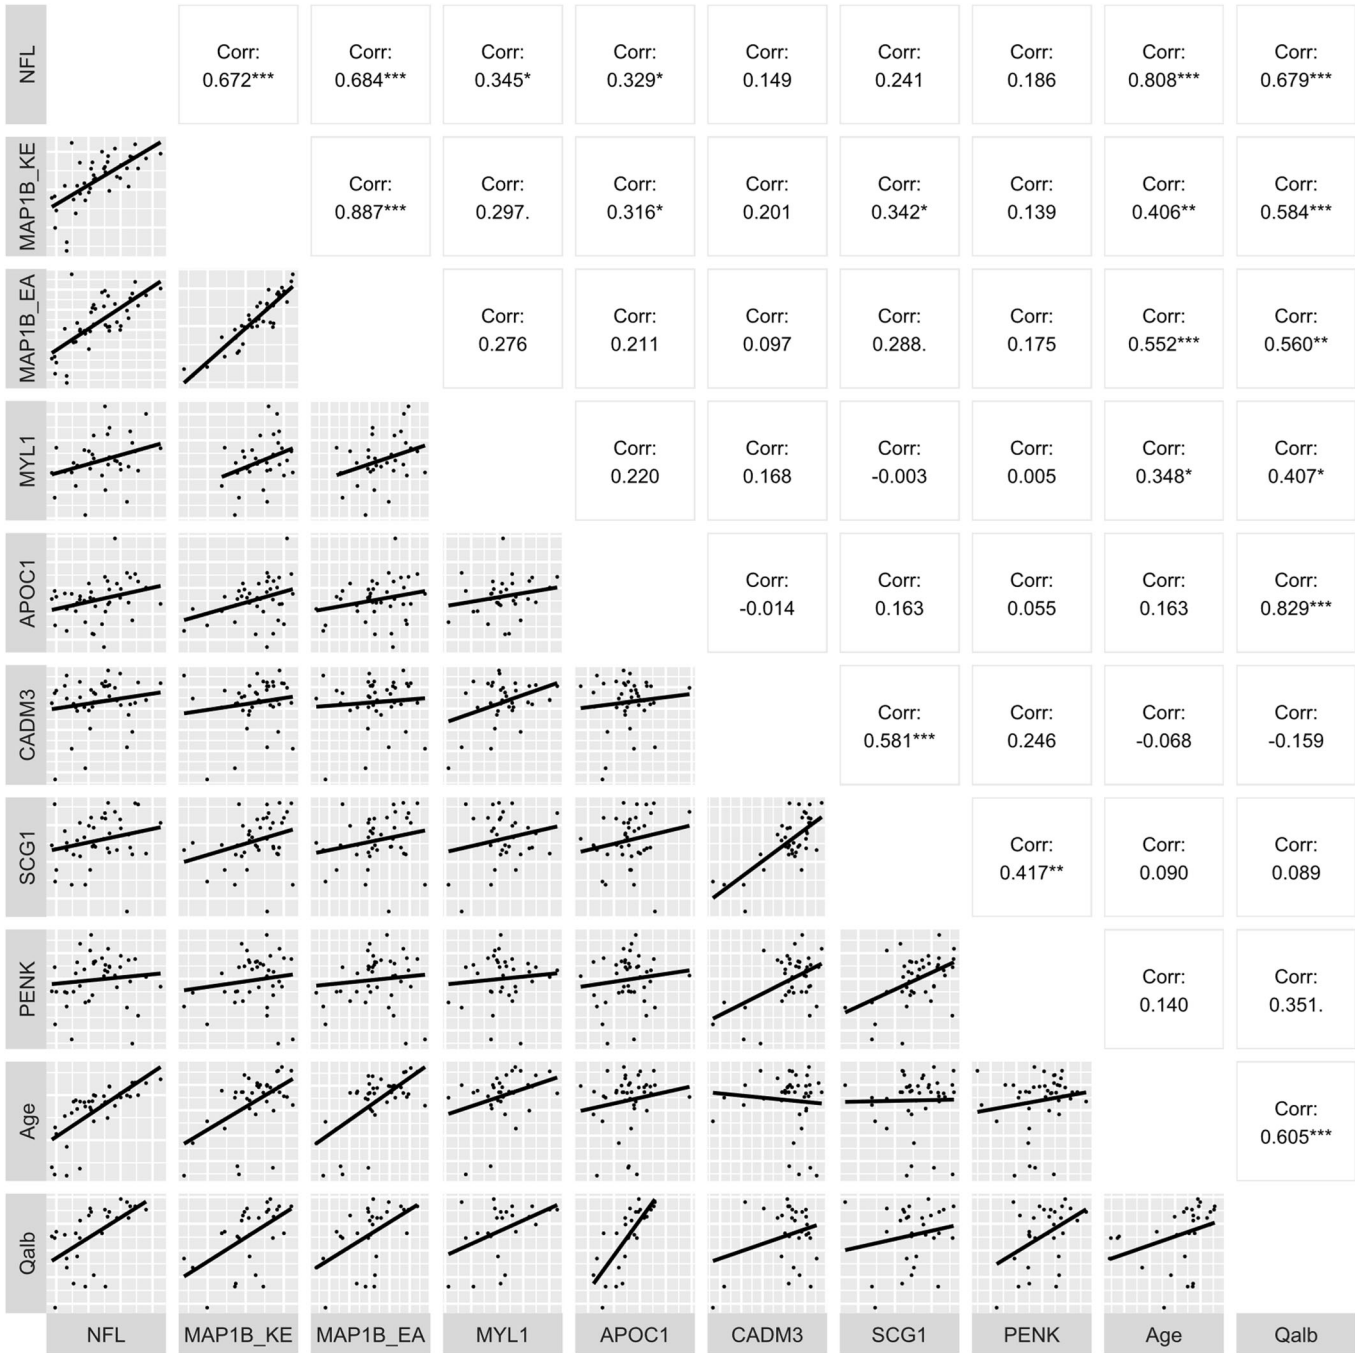 NFL
Corr: Corr: Corr: Corr: Corr: Corr: Corr: Corr: Corr:
0.672*** 0.684*** 0.345* 0.329* 0.149 0.241 0.186 0.808*** 0.679***
MAP1B_KE
Corr: Corr: Corr: Corr: Corr: Corr: Corr: Corr:
0.887*** 0.297. 0.316* 0.201 0.342* 0.139 0.406** 0.584***
MAP1B_EA
Corr: Corr: Corr: Corr: Corr: Corr: Corr:
0.276 0.211 0.097 0.288. 0.175 0.552*** 0.560**
MYL1
Corr: Corr: Corr: Corr: Corr: Corr:
0.220 0.168 -0.003 0.005 0.348* 0.407*
APOC1
Corr: Corr: Corr: Corr: Corr:
-0.014 0.163 0.055 0.163 0.829***
CADM3
Corr: Corr: Corr: Corr:
0.581*** 0.246 -0.068 -0.159
SCG1
Corr: Corr: Corr:
0.417** 0.090 0.089
PENK
Corr: Corr:
0.140 0.351.
Age
Corr:
0.605***
Qalb
NFL MAP1B_KE MAP1B_EA MYL1 APOC1 CADM3 SCG1 PENK Age Qalb